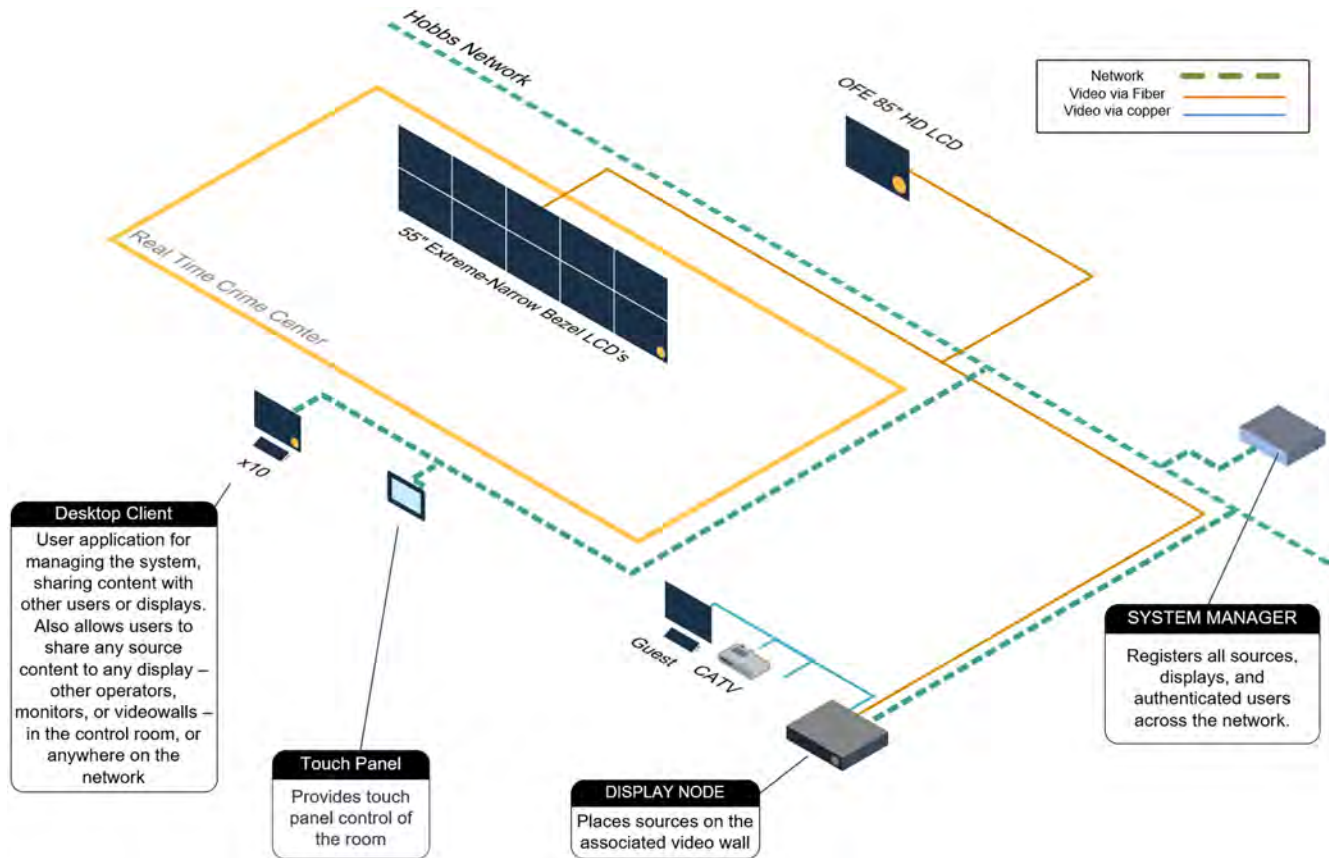 Hobbs Network
OFE 85" HD LCD
Network
Video via Fiber
Video via copper
Real Time Crime Center
55" Extreme-Narrow Bezel LCD's
x10
Desktop Client
User application for
managing the system,
sharing content with
other users or displays.
Also allows users to
share any source
content to any display –
other operators,
monitors, or videowalls –
in the control room, or
anywhere on the
network
Touch Panel
Provides touch
panel control of
the room
Guest
CATV
DISPLAY NODE
Places sources on the
associated video wall
SYSTEM MANAGER
Registers all sources,
displays, and
authenticated users
across the network.